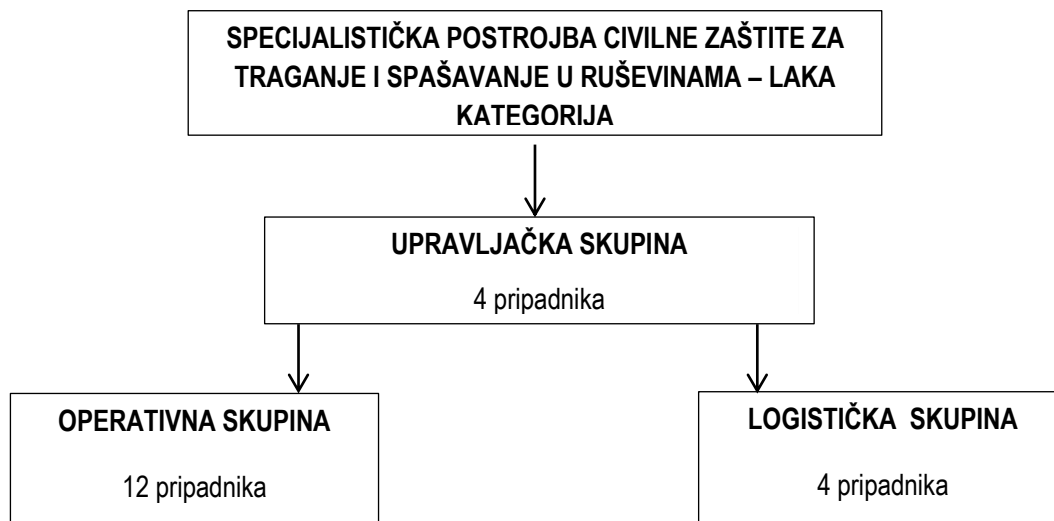 SPECIJALISTIČKA POSTROJBA CIVILNE ZAŠTITE ZA
TRAGANJE I SPAŠAVANJE U RUŠEVINAMA – LAKA
KATEGORIJA
UPRAVLJAČKA SKUPINA
4 pripadnika
OPERATIVNA SKUPINA
12 pripadnika
LOGISTIČKA SKUPINA
4 pripadnika